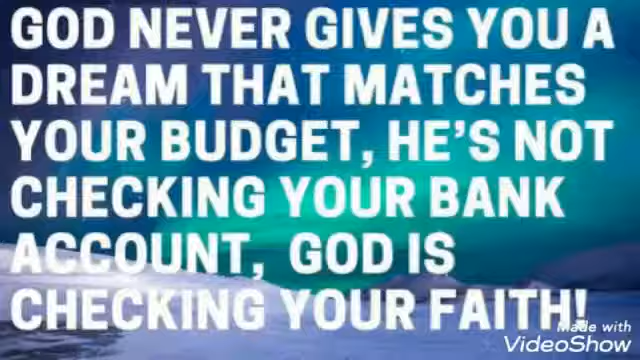 GOD NEVER GIVES YOU A
DREAM THAT MATCHES
YOUR BUDGET, HE'S NOT
CHECKING YOUR BANK
ACCOUNT, GOD IS
CHECKING YOUR FAITH!
Made with
VideoShow